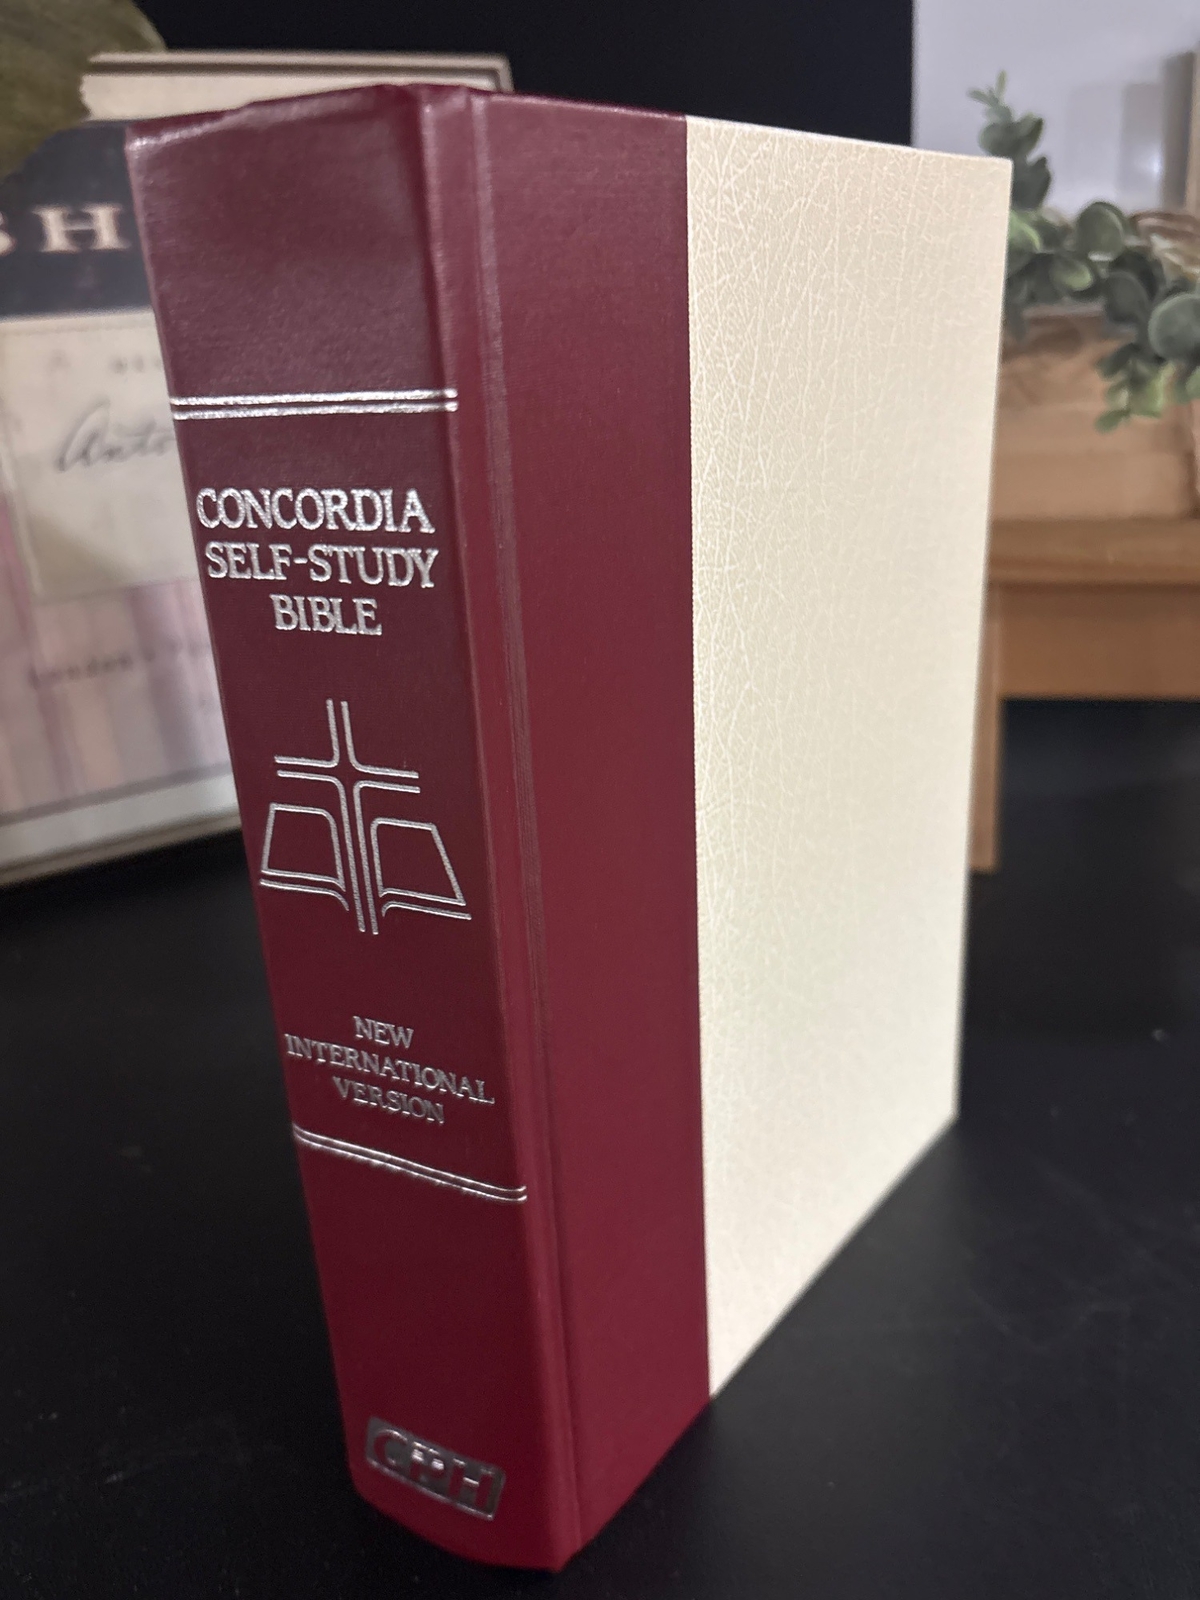 CONCORDIA
SELF-STUDY
BIBLE
NEW
INTERNATIONAL
VERSION
CPH